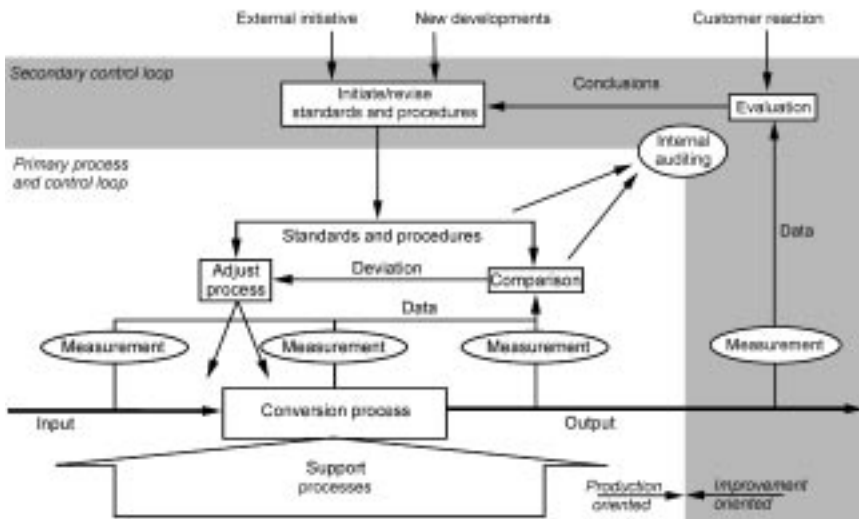 External initiative
New developments
Customer reaction
Secondary control loop
Initiate/revise
standards and procedures
Conclusions
Evaluation
Internal
auditing
Primary process
and control loop
Standards and procedures
Data
Adjust
process
Deviation
Comparison
Data
Measurement
Measurement
Measurement
Measurement
Input
Conversion process
Output
Support
processes
Production
oriented
Improvement
oriented